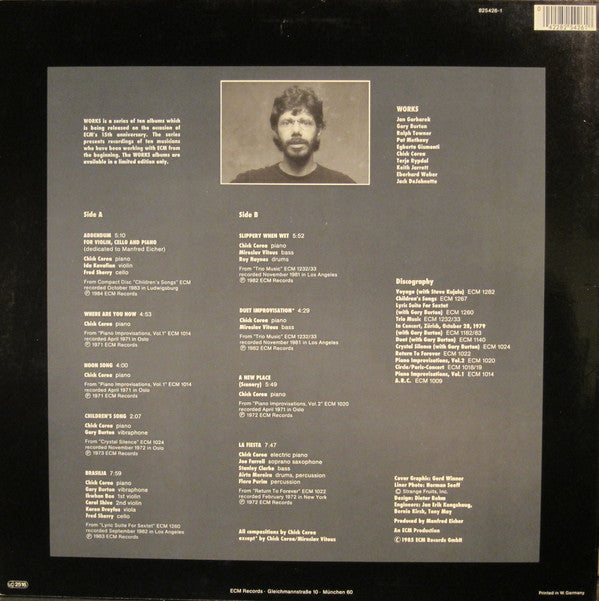 925426-1
WORKS is a series of ten albums which
is being released on the occasion of
ECM's 15th anniversary. The series
presents recordings of ten musicians
who have been working with ECM from
the beginning. The WORKS albums are
available in a limited edition only.
WORKS
Jan Garbarek
Gary Burton
Ralph Towner
Pat Metheny
Egberto Gismonti
Chick Corea
Terje Rypdal
Keith Jarrett
Eberhard Weber
Jack DeJohnette
Side A
ADDENDUM 5:10
FOR VIOLIN, CELLO AND PIANO
(dedicated to Manfred Eicher)
Chick Corea piano
Ida Kavafian violin
Fred Sherry cello
From Compact Disc "Children's Songs" ECM
recorded October 1983 in Ludwigsburg
Ⓟ 1984 ECM Records
WHERE ARE YOU NOW 4:53
Chick Corea piano
From "Piano Improvisations, Vol.1" ECM 1014
recorded April 1971 in Oslo
Ⓟ 1971 ECM Records
NOON SONG 4:00
Chick Corea piano
From "Piano Improvisations, Vol.1" ECM 1014
recorded April 1971 in Oslo
Ⓟ 1971 ECM Records
CHILDREN'S SONG 2:07
Chick Corea piano
Gary Burton vibraphone
From "Crystal Silence" ECM 1024
recorded November 1972 in Oslo
Ⓟ 1973 ECM Records
BRASILIA 7:59
Chick Corea piano
Gary Burton vibraphone
Ikwhan Bae 1st violin
Carol Shive 2nd violin
Karen Dreyfus viola
Fred Sherry cello
From "Lyric Suite For Sextet" ECM 1260
recorded September 1982 in Los Angeles
Ⓟ 1983 ECM Records
Side B
SLIPPERY WHEN WET 5:52
Chick Corea piano
Miroslav Vitous bass
Roy Haynes drums
From "Trio Music" ECM 1232/33
recorded November 1981 in Los Angeles
Ⓟ 1982 ECM Records
DUET IMPROVISATION* 4:29
Chick Corea piano
Miroslav Vitous bass
From "Trio Music" ECM 1232/33
recorded November 1981 in Los Angeles
Ⓟ 1982 ECM Records
A NEW PLACE
(Scenery) 5:49
Chick Corea piano
From "Piano Improvisations, Vol.2" ECM 1020
recorded April 1971 in Oslo
Ⓟ 1972 ECM Records
LA FIESTA 7:47
Chick Corea electric piano
Joe Farrell soprano saxophone
Stanley Clarke bass
Airto Moreira drums, percussion
Flora Purim percussion
From "Return To Forever" ECM 1022
recorded February 1972 in New York
Ⓟ 1972 ECM Records
All compositions by Chick Corea
except* by Chick Corea/Miroslav Vitous
Discography
Voyage (with Steve Kujala) ECM 1282
Children's Songs ECM 1267
Lyric Suite For Sextet
(with Gary Burton) ECM 1260
Trio Music ECM 1232/33
In Concert, Zürich, October 28, 1979
(with Gary Burton) ECM 1182/83
Duet (with Gary Burton) ECM 1140
Crystal Silence (with Gary Burton) ECM 1024
Return To Forever ECM 1022
Piano Improvisations, Vol.2 ECM 1020
Circle/Paris-Concert ECM 1018/19
Piano Improvisations, Vol.1 ECM 1014
A.R.C. ECM 1009
Cover Graphic: Gerd Winner
Liner Photo: Norman Seeff
© Strange Fruits, Inc.
Design: Dieter Rehm
Engineers: Jan Erik Kongshaug,
Bernie Kirsh, Tony May
Produced by Manfred Eicher
An ECM Production
Ⓟ 1985 ECM Records GmbH
LC 2516
ECM Records · Gleichmannstraße 10 · München 60
Printed in W. Germany